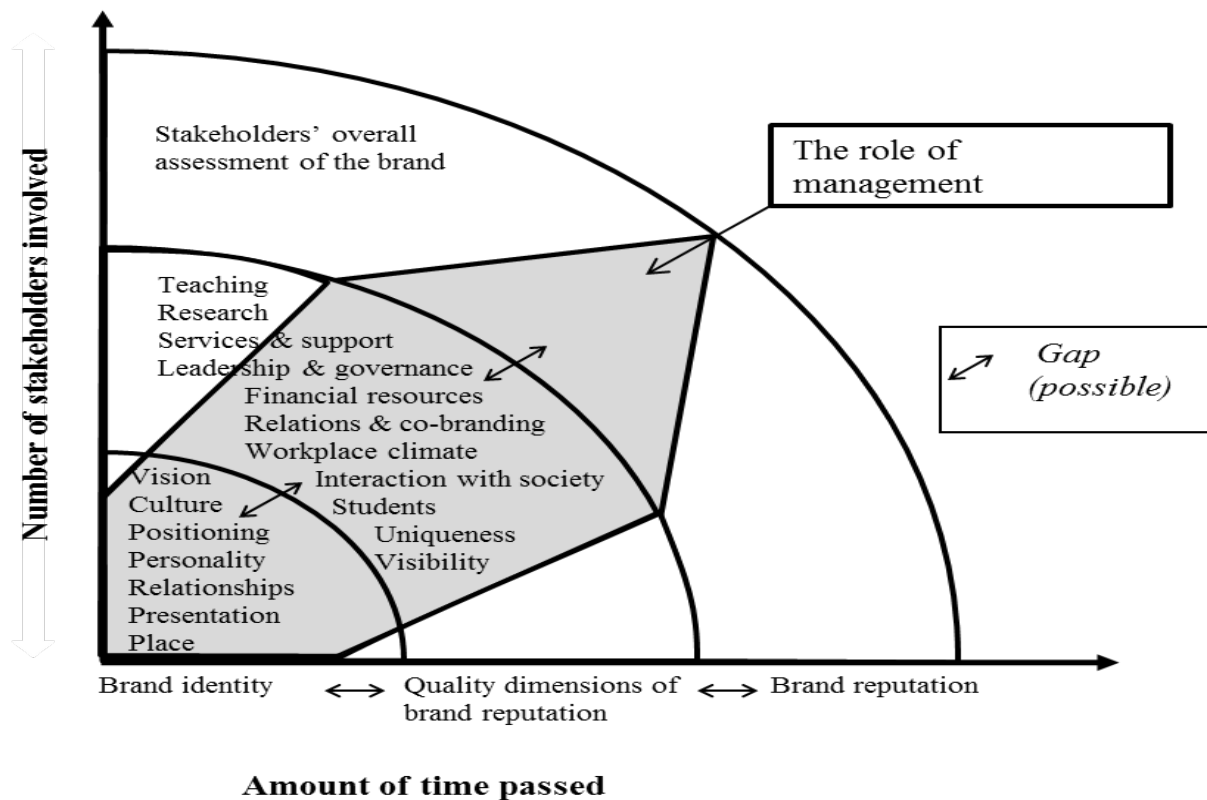 Number of stakeholders involved
Stakeholders’ overall
assessment of the brand
The role of
management
Teaching
Research
Services & support
Leadership & governance
Financial resources
Relations & co-branding
Workplace climate
Interaction with society
Students
Uniqueness
Visibility
Vision
Culture
Positioning
Personality
Relationships
Presentation
Place
Gap
(possible)
Brand identity
Quality dimensions of
brand reputation
Brand reputation
Amount of time passed